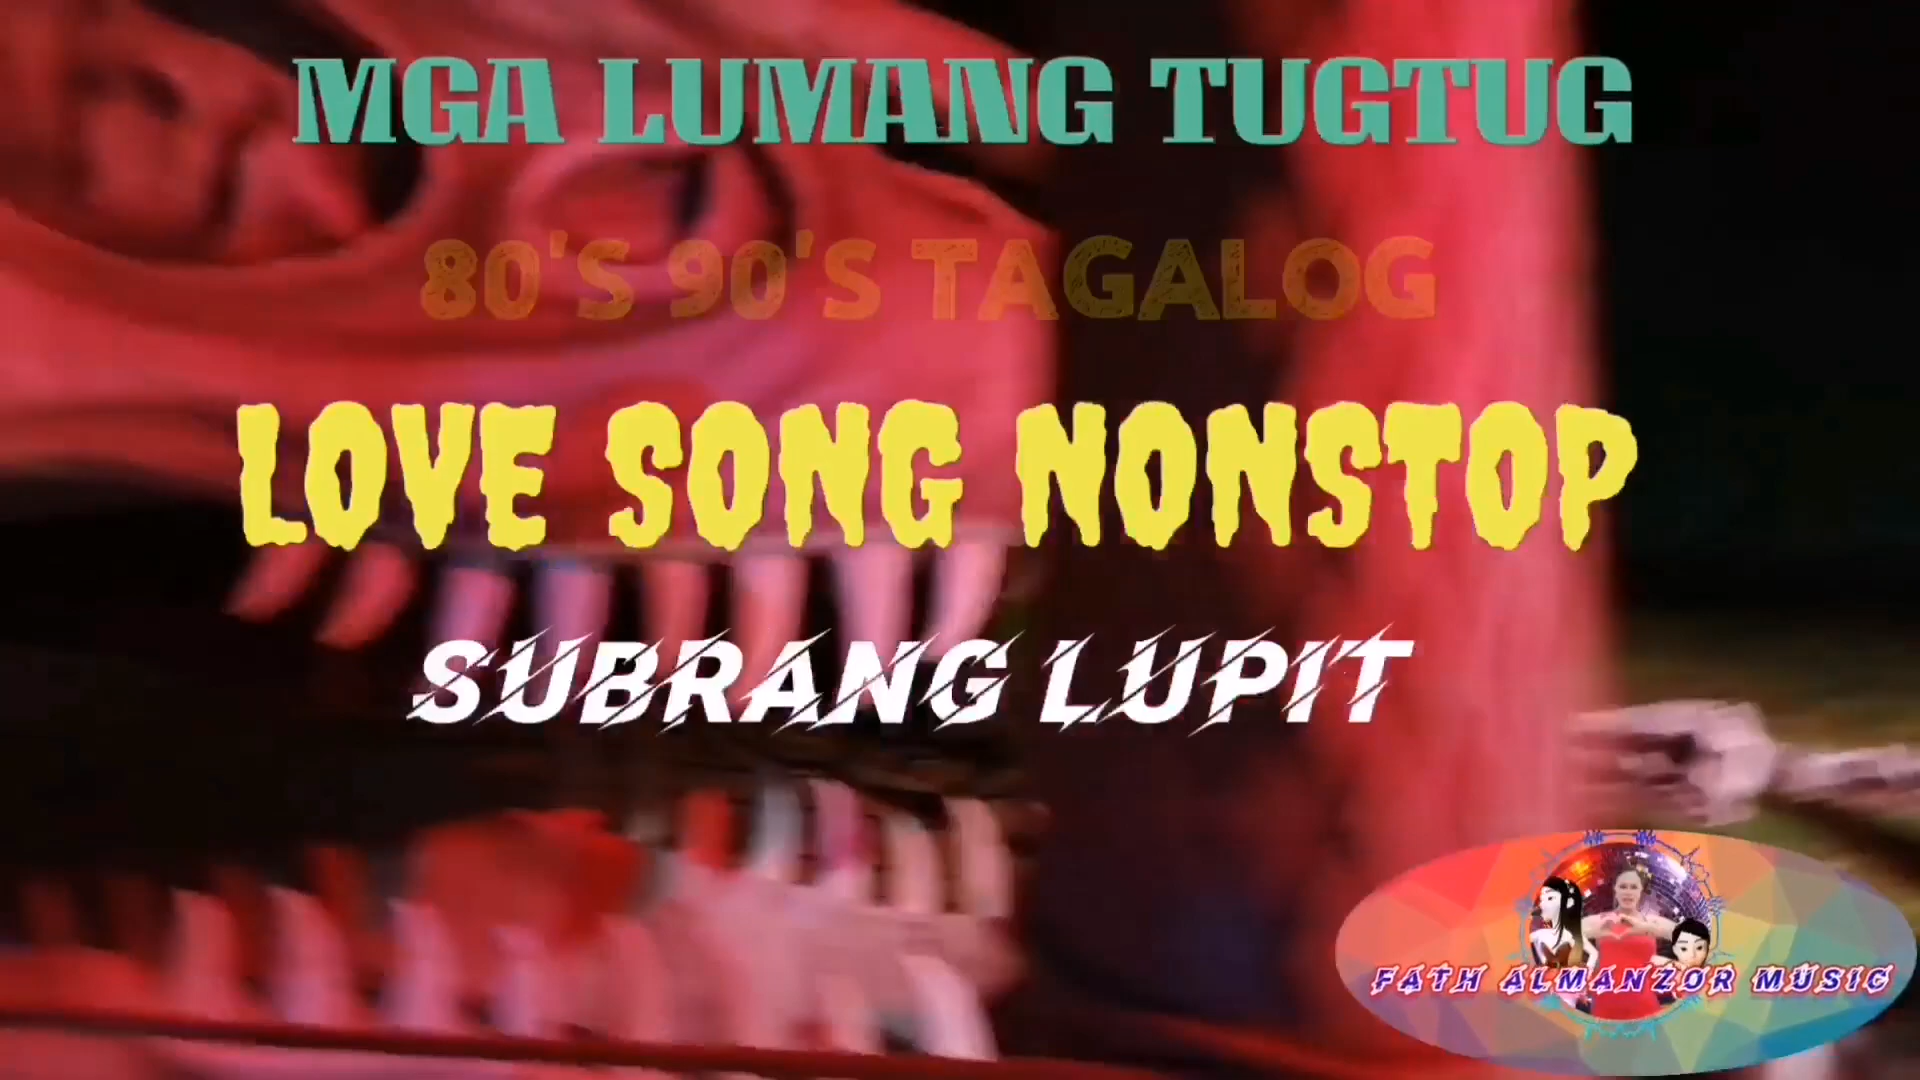 MGA LUMANG TUGTUG
80'S 90'S TAGALOG
LOVE SONG NONSTOP
SUBRANG LUPIT
FATH ALMANZOR MUSIC